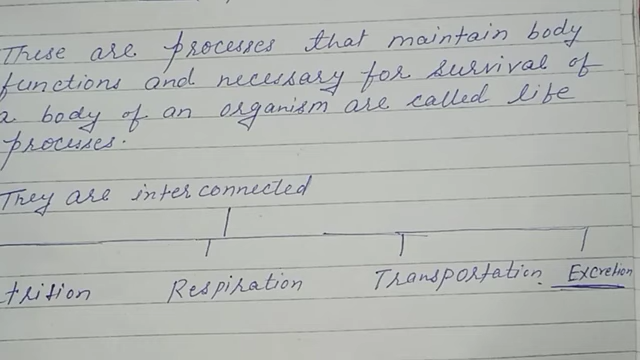 These are processes that maintain body
functions and necessary for survival of
a body of an organism are called life
processes.
They are interconnected
trition Respiration Transportation Excretion